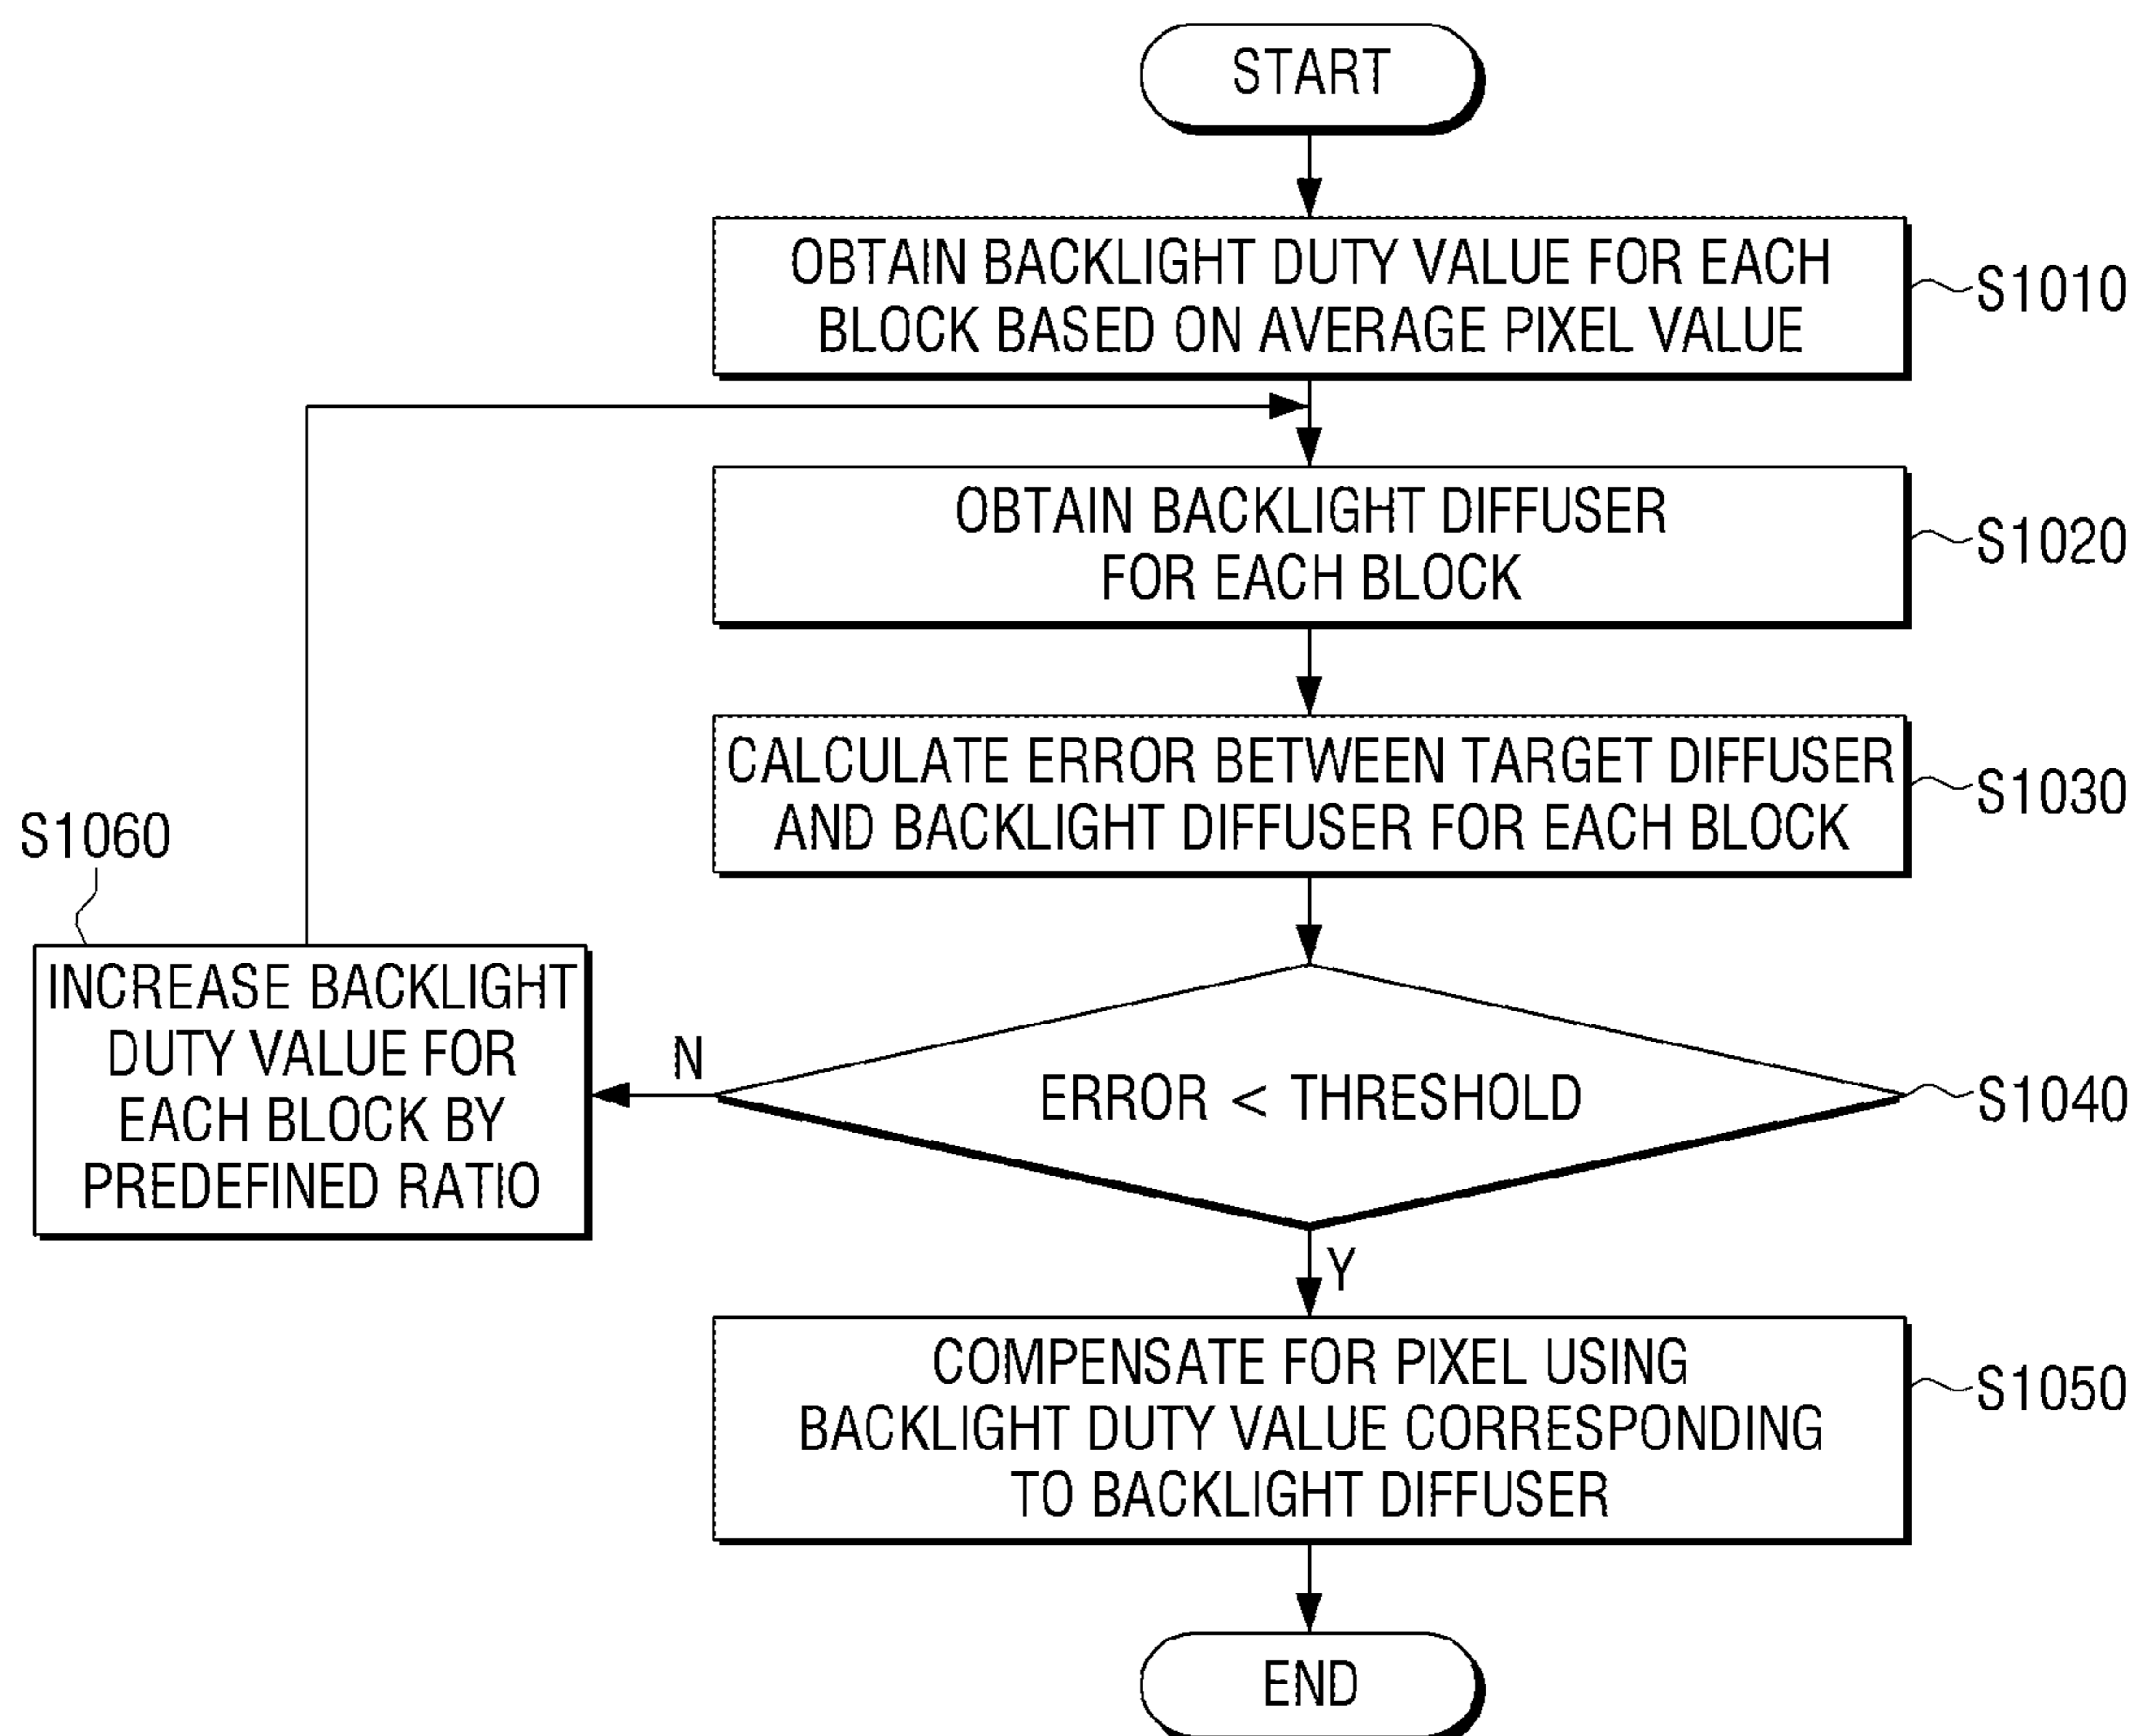 START
OBTAIN BACKLIGHT DUTY VALUE FOR EACH
BLOCK BASED ON AVERAGE PIXEL VALUE
S1010
OBTAIN BACKLIGHT DIFFUSER
FOR EACH BLOCK
S1020
CALCULATE ERROR BETWEEN TARGET DIFFUSER
AND BACKLIGHT DIFFUSER FOR EACH BLOCK
S1030
ERROR < THRESHOLD
S1040
N
S1060
INCREASE BACKLIGHT
DUTY VALUE FOR
EACH BLOCK BY
PREDEFINED RATIO
Y
COMPENSATE FOR PIXEL USING
BACKLIGHT DUTY VALUE CORRESPONDING
TO BACKLIGHT DIFFUSER
S1050
END